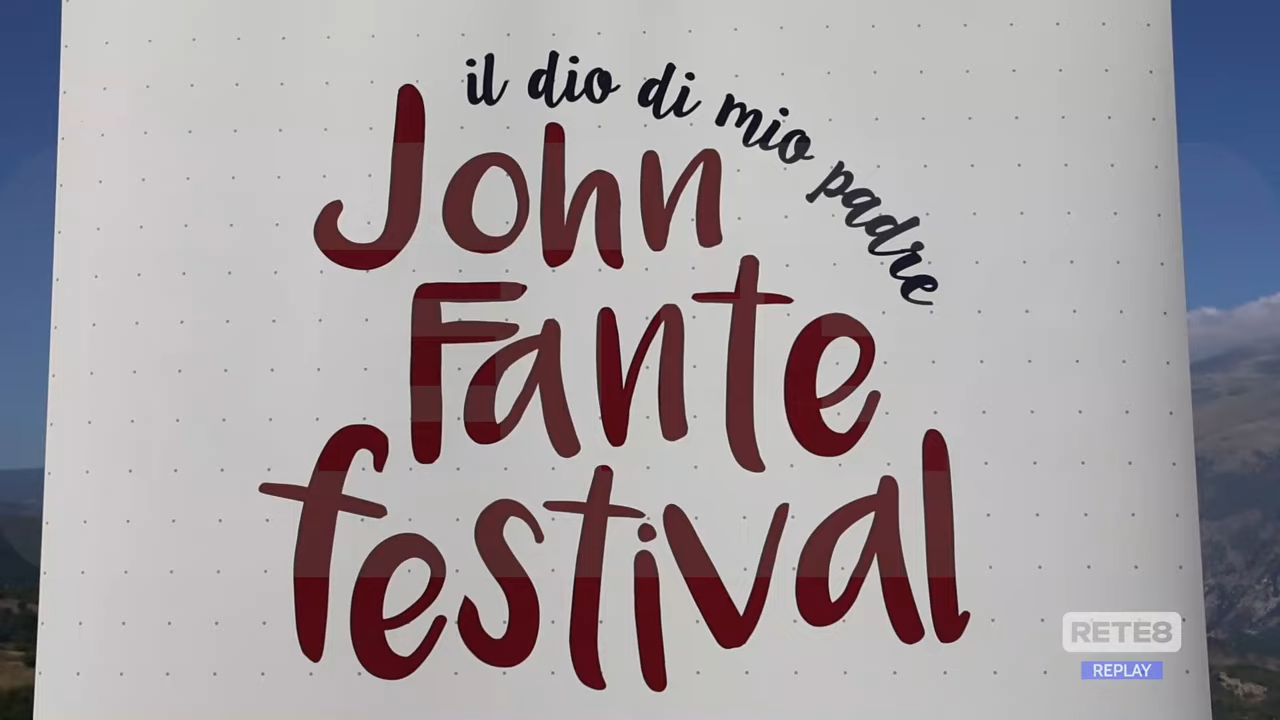 il dio di mio padre
John
Fante
festival
RETE8
REPLAY